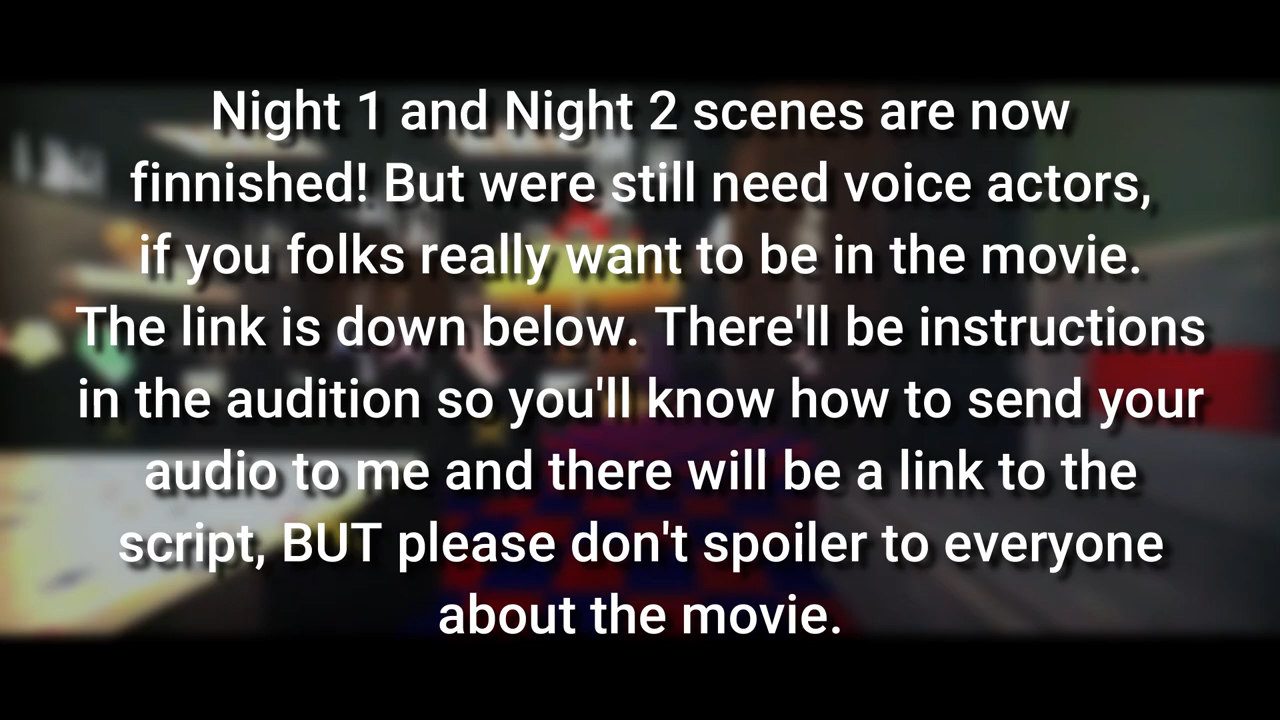 Night 1 and Night 2 scenes are now
finnished! But were still need voice actors,
if you folks really want to be in the movie.
The link is down below. There'll be instructions
in the audition so you'll know how to send your
audio to me and there will be a link to the
script, BUT please don't spoiler to everyone
about the movie.